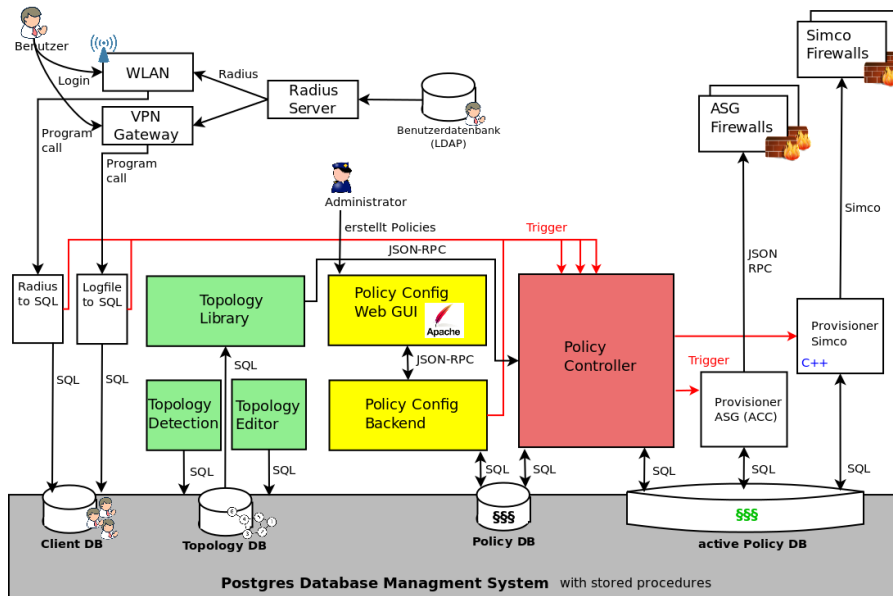 Benutzer
Login
WLAN
Radius
Radius
Server
Benutzerdatenbank
(LDAP)
Program
call
VPN
Gateway
Program
call
Simco
Firewalls
ASG
Firewalls
Administrator
erstellt Policies
Trigger
JSON-RPC
Simco
JSON
RPC
Radius
to SQL
Logfile
to SQL
Topology
Library
Policy Config
Web GUI
Apache
Policy
Controller
Provisioner
Simco
C++
JSON-RPC
Trigger
SQL
SQL
SQL
Topology
Detection
Topology
Editor
Policy Config
Backend
Provisioner
ASG (ACC)
SQL
SQL
SQL
SQL
SQL
SQL
SQL
§§§
§§§
Client DB
Topology DB
Policy DB
active Policy DB
Postgres Database Managment System with stored procedures